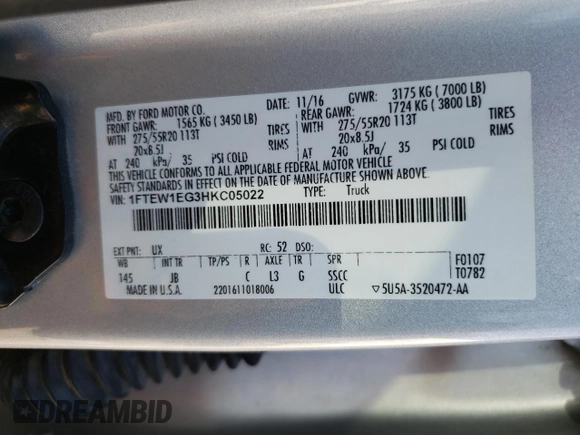 MFD. BY FORD MOTOR CO.
DATE: 11/16 GVWR: 3175 KG ( 7000 LB)
FRONT GAWR: 1565 KG ( 3450 LB) REAR GAWR: 1724 KG ( 3800 LB)
WITH 275/55R20 113T TIRES WITH 275/55R20 113T TIRES
20x8.5J RIMS 20x8.5J RIMS
AT 240 kPa/ 35 PSI COLD AT 240 kPa/ 35 PSI COLD
THIS VEHICLE CONFORMS TO ALL APPLICABLE FEDERAL MOTOR VEHICLE
SAFETY STANDARDS IN EFFECT ON THE DATE OF MANUFACTURE SHOWN ABOVE.
VIN: 1FTEW1EG3HKC05022 TYPE: Truck
EXT PNT: UX RC: 52 DSO:
WB INT TR TP/PS R AXLE TR SPR F0107
145 JB C L3 G SSCC T0782
MADE IN U.S.A. 2201611018006 ULC ▽5U5A-3520472-AA
DREAMBID